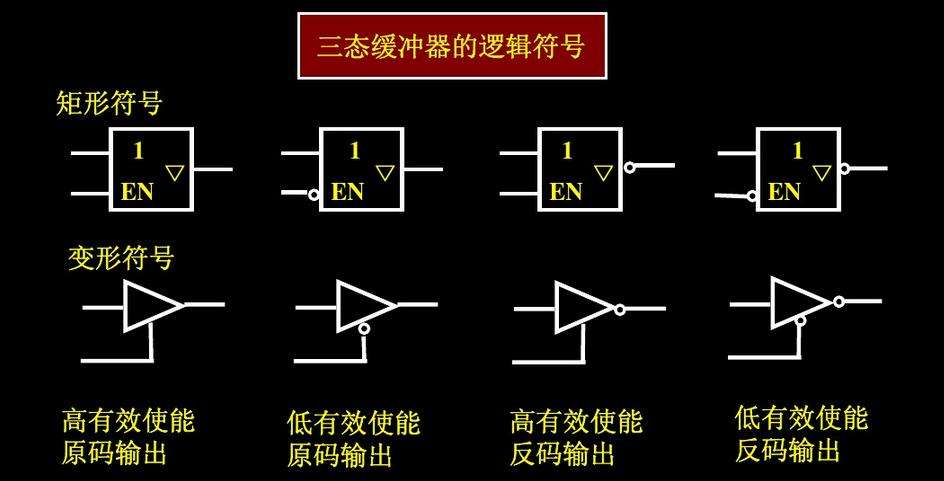 三态缓冲器的逻辑符号
矩形符号
1
EN ▽
1
EN ▽
1
EN ▽
1
EN ▽
变形符号
高有效使能
原码输出
低有效使能
原码输出
高有效使能
反码输出
低有效使能
反码输出